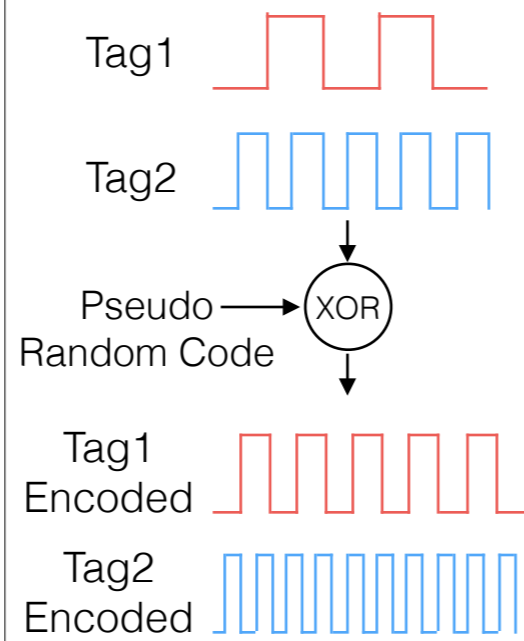 Tag1
Tag2
Pseudo
Random Code
XOR
Tag1
Encoded
Tag2
Encoded